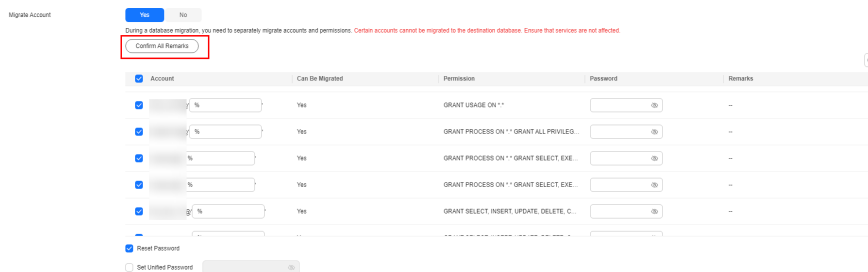 Migrate Account
Yes No
During a database migration, you need to separately migrate accounts and permissions. Certain accounts cannot be migrated to the destination database. Ensure that services are not affected.
Confirm All Remarks
Account Can Be Migrated Permission Password Remarks
% Yes GRANT USAGE ON *.* --
% Yes GRANT PROCESS ON *.* GRANT ALL PRIVILEG... --
% Yes GRANT PROCESS ON *.* GRANT SELECT, EXE... --
% Yes GRANT PROCESS ON *.* GRANT SELECT, EXE... --
@' % Yes GRANT SELECT, INSERT, UPDATE, DELETE, C... --
Reset Password
Set Unified Password